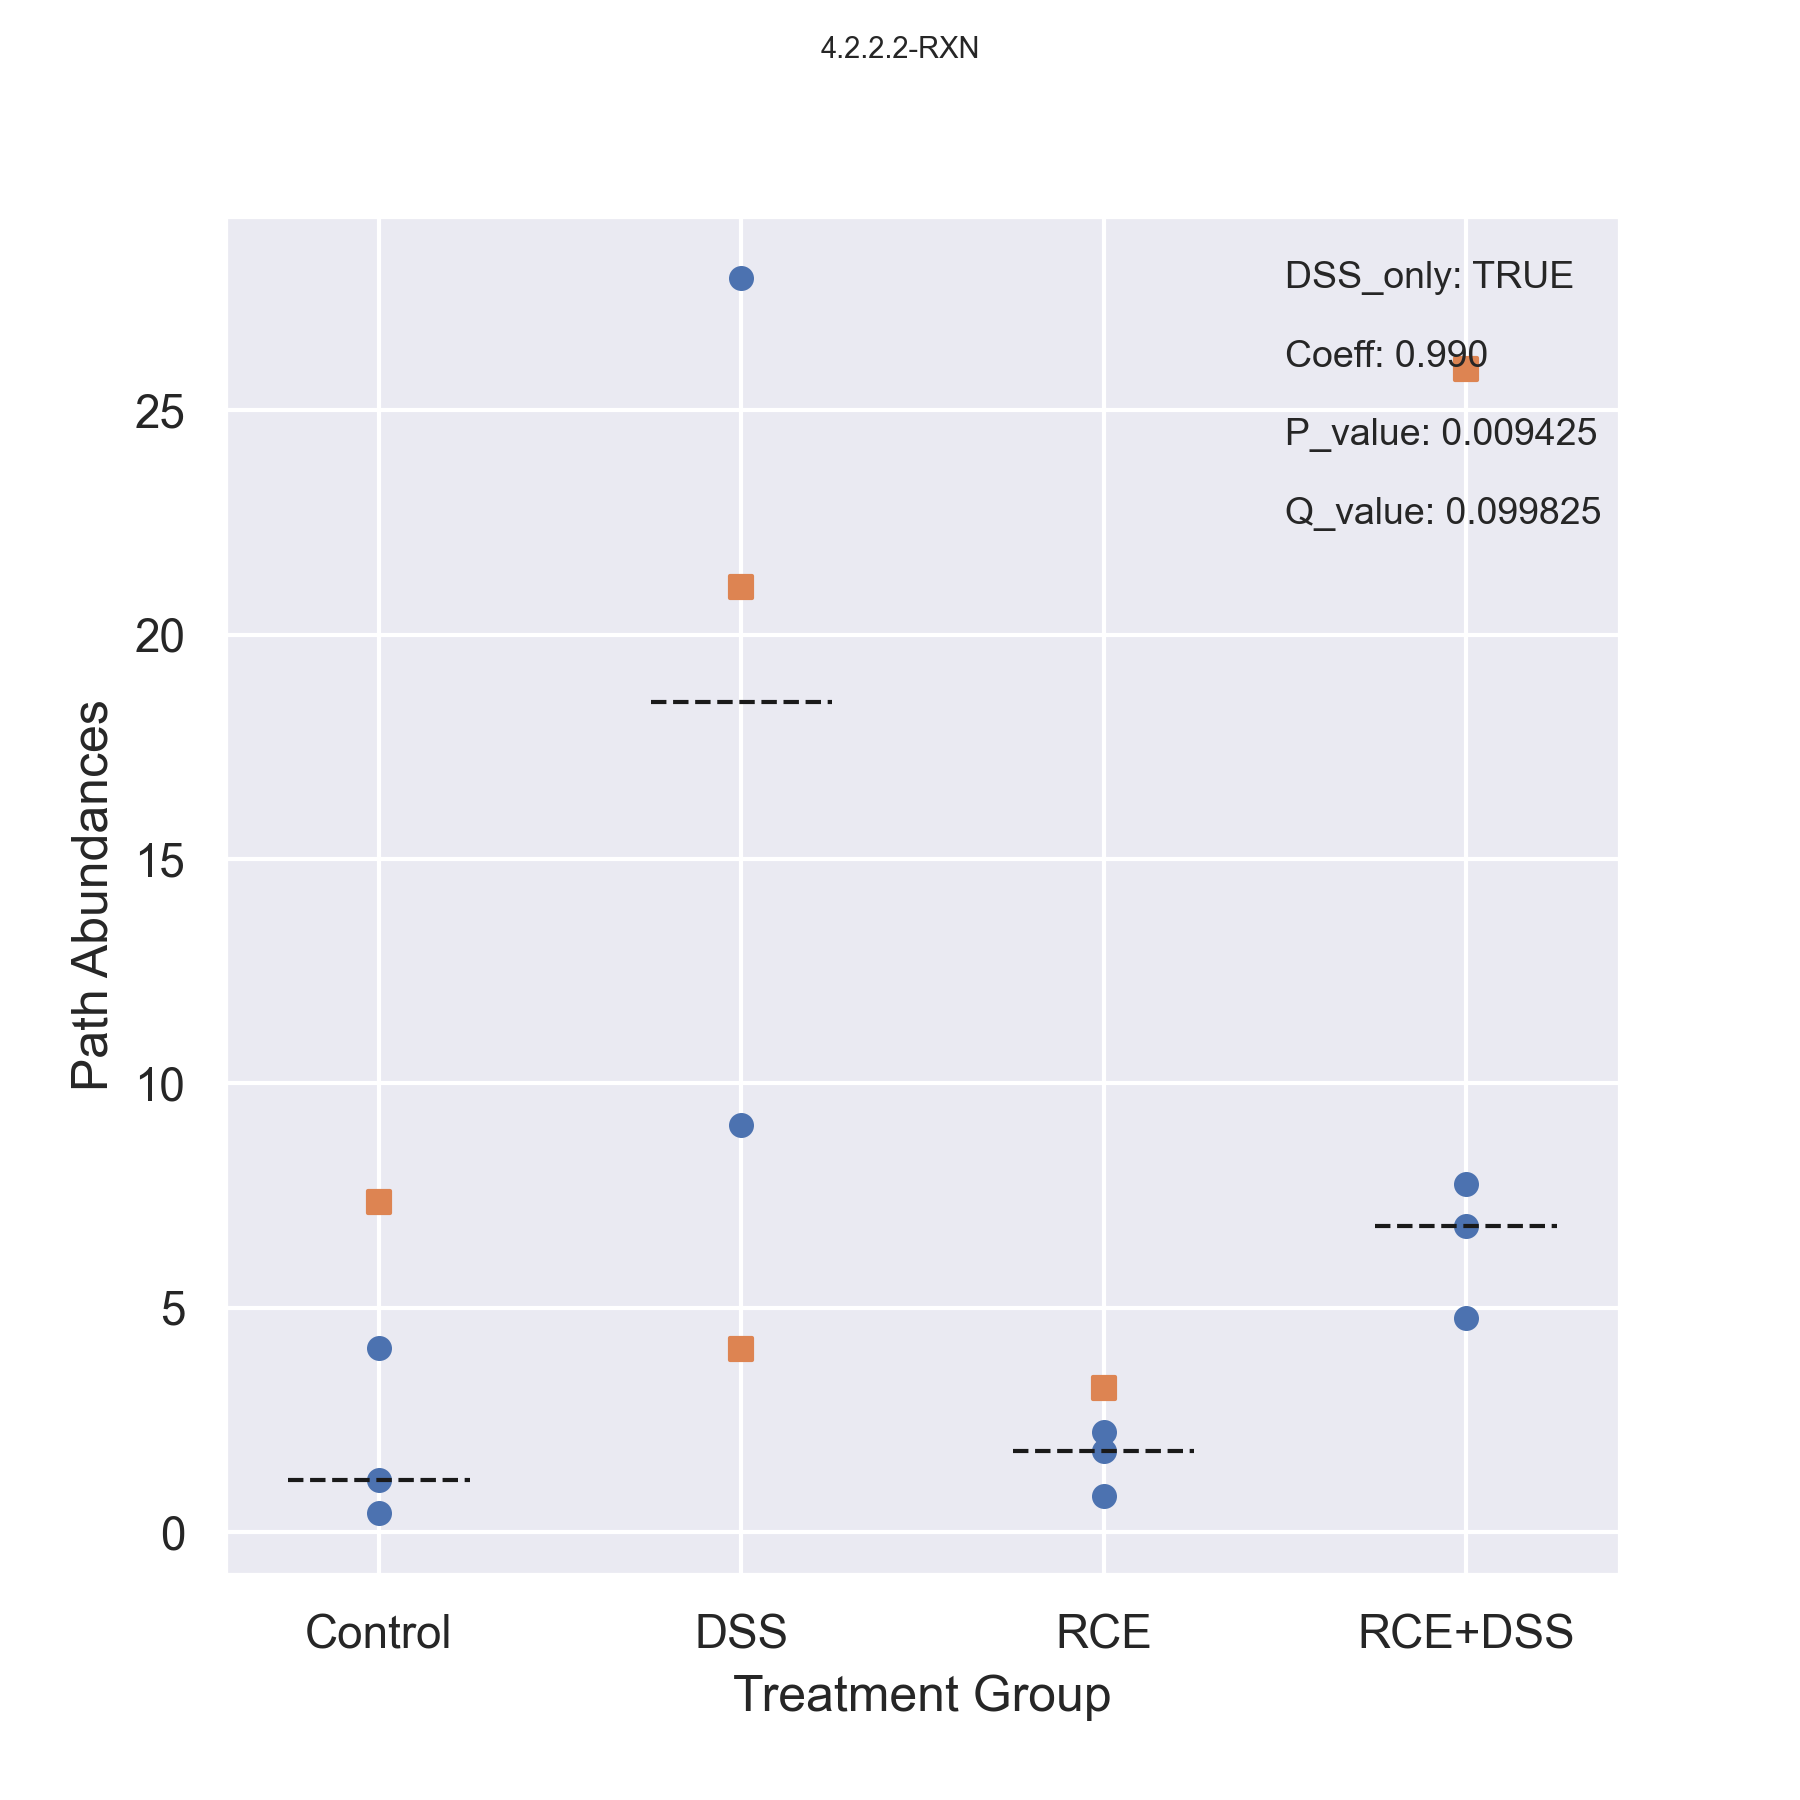 4.2.2.2-RXN
DSS_only: TRUE
Coeff: 0.990
P_value: 0.009425
Q_value: 0.099825
25
20
15
10
5
0
Path Abundances
Control
DSS
RCE
RCE+DSS
Treatment Group